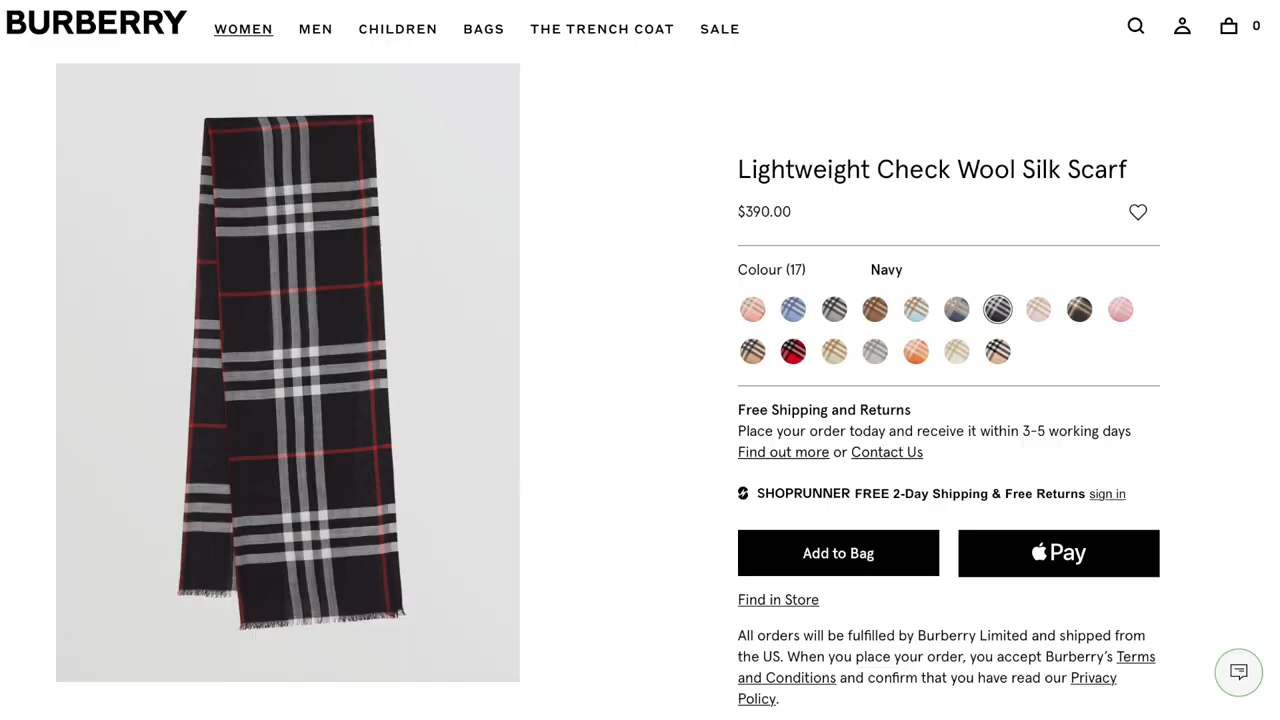 BURBERRY
WOMEN MEN CHILDREN BAGS THE TRENCH COAT SALE
0
Lightweight Check Wool Silk Scarf
$390.00
Colour (17) Navy
Free Shipping and Returns
Place your order today and receive it within 3-5 working days
Find out more or Contact Us
SHOPRUNNER FREE 2-Day Shipping & Free Returns sign in
Add to Bag
Pay
Find in Store
All orders will be fulfilled by Burberry Limited and shipped from
the US. When you place your order, you accept Burberry's Terms
and Conditions and confirm that you have read our Privacy
Policy.